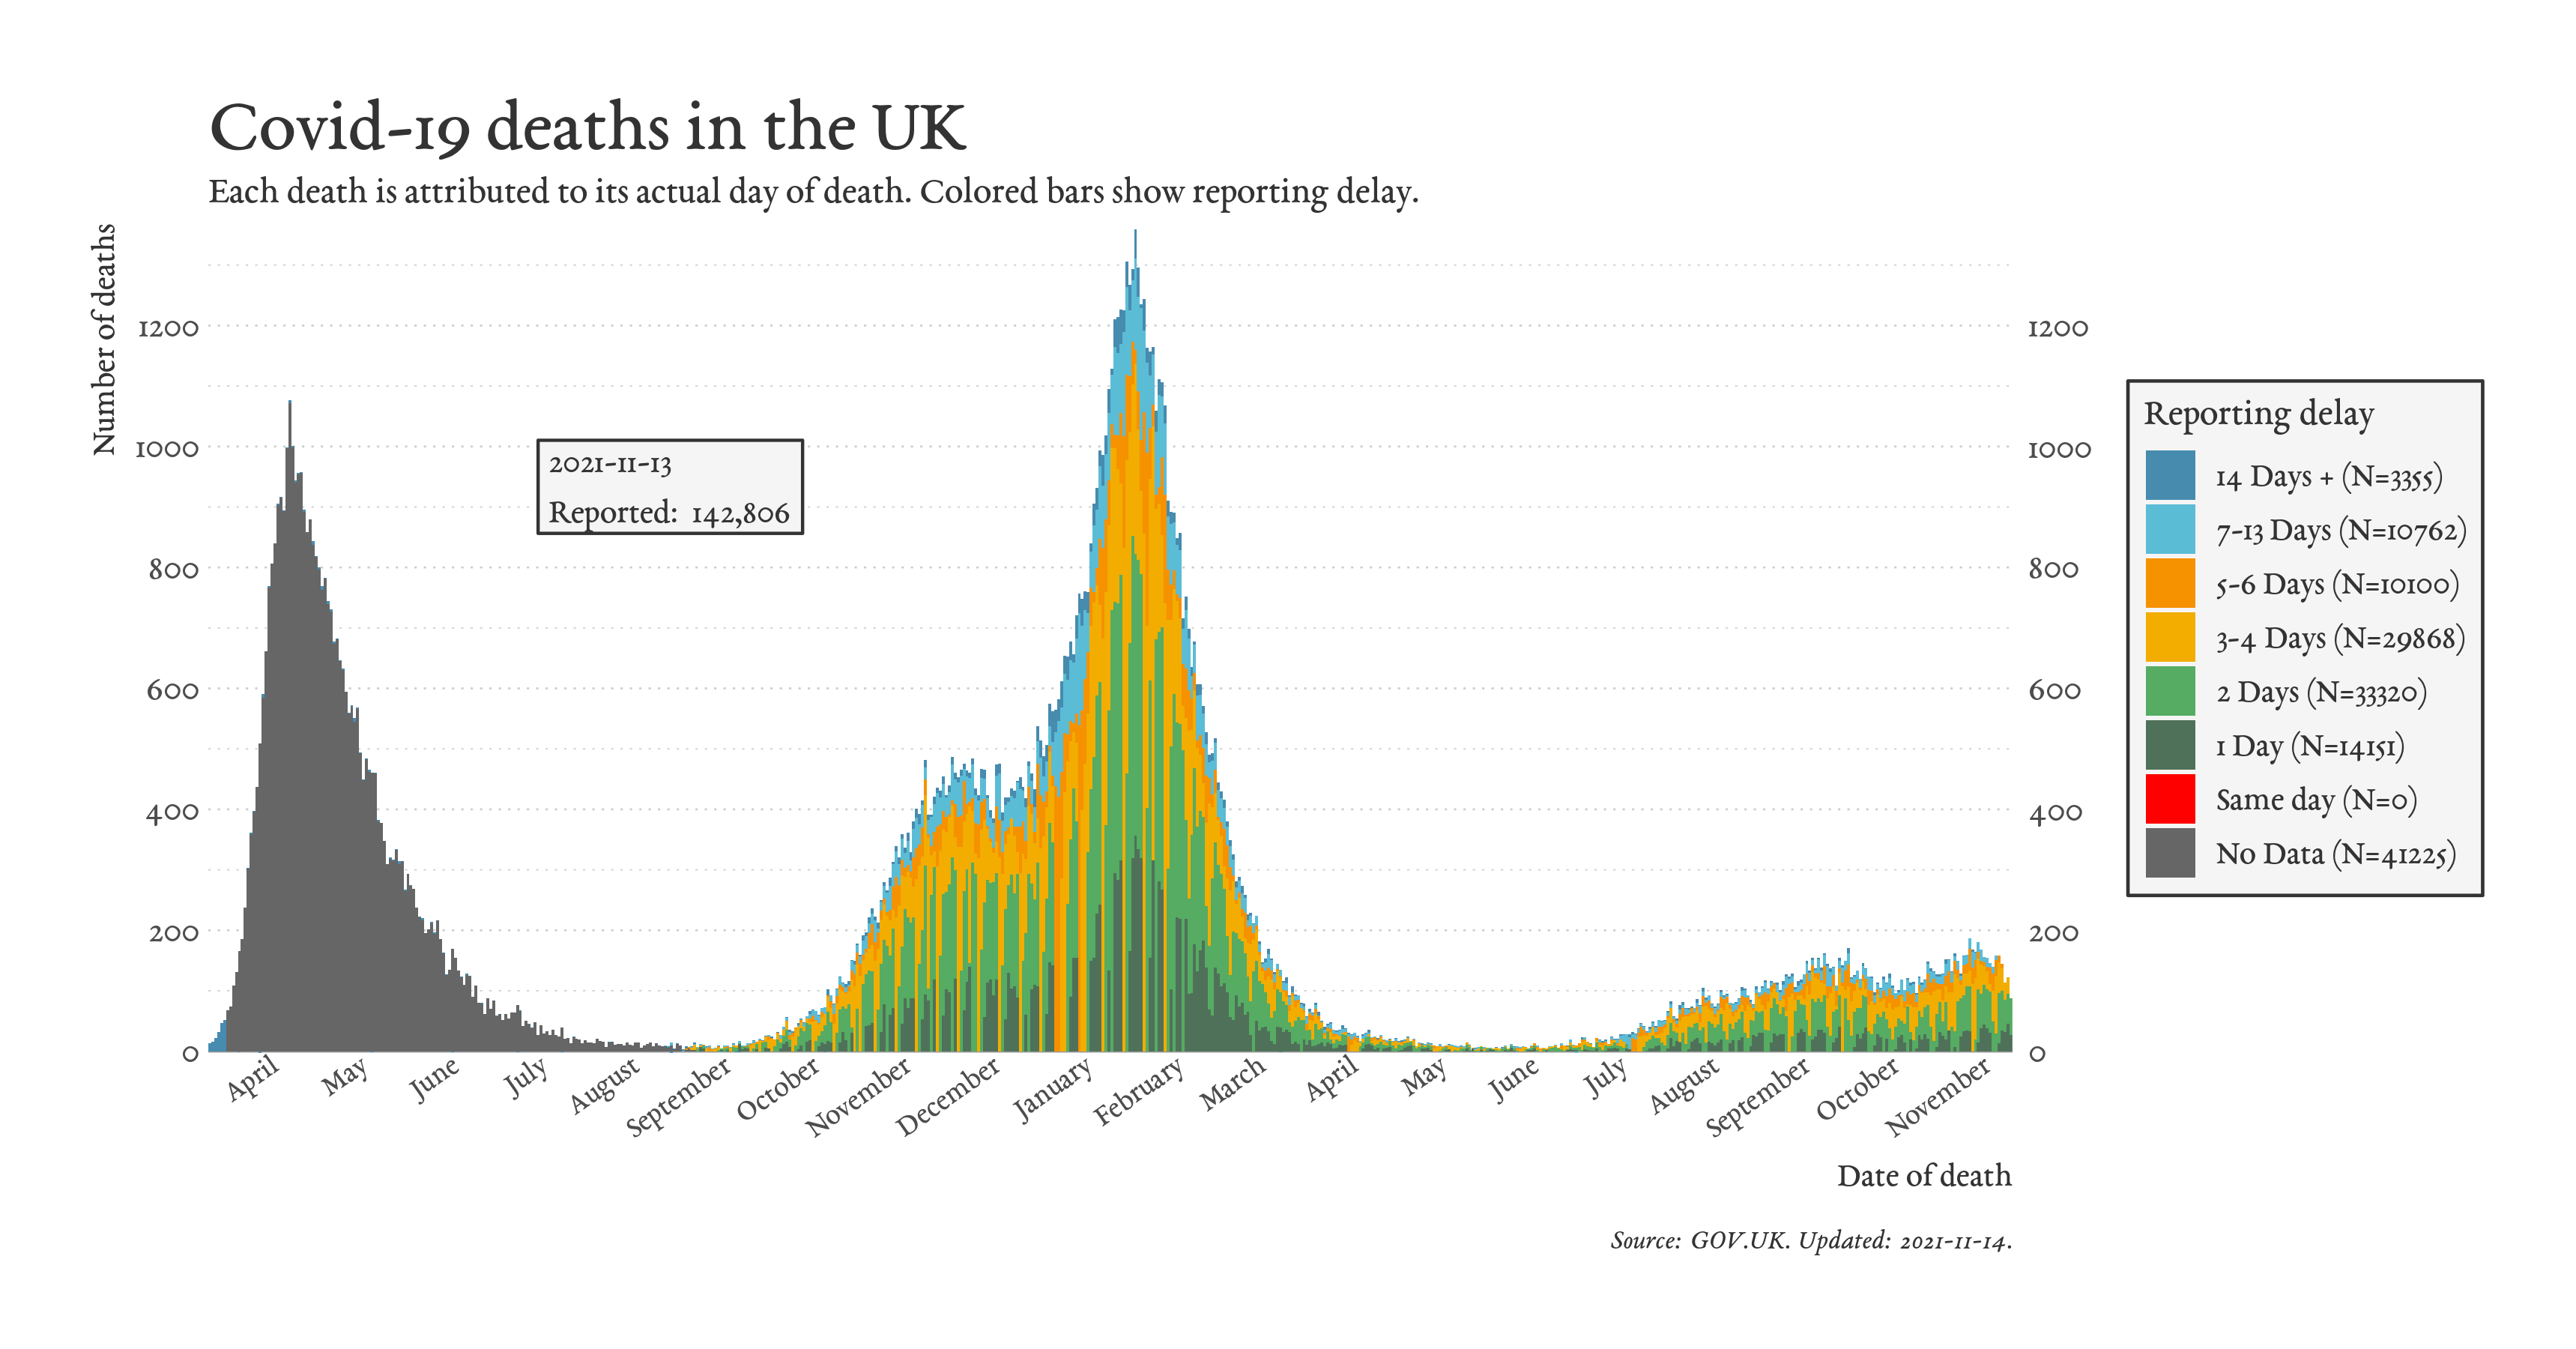 Covid-19 deaths in the UK
Each death is attributed to its actual day of death. Colored bars show reporting delay.
Number of deaths
1200
1000
800
600
400
200
0
2021-11-13
Reported: 142,806
1200
1000
800
600
400
200
0
Reporting delay
14 Days + (N=3355)
7-13 Days (N=10762)
5-6 Days (N=10100)
3-4 Days (N=29868)
2 Days (N=33320)
1 Day (N=14151)
Same day (N=0)
No Data (N=41225)
April
May
June
July
August
September
October
November
December
January
February
March
April
May
June
July
August
September
October
November
Date of death
Source: GOV.UK. Updated: 2021-11-14.